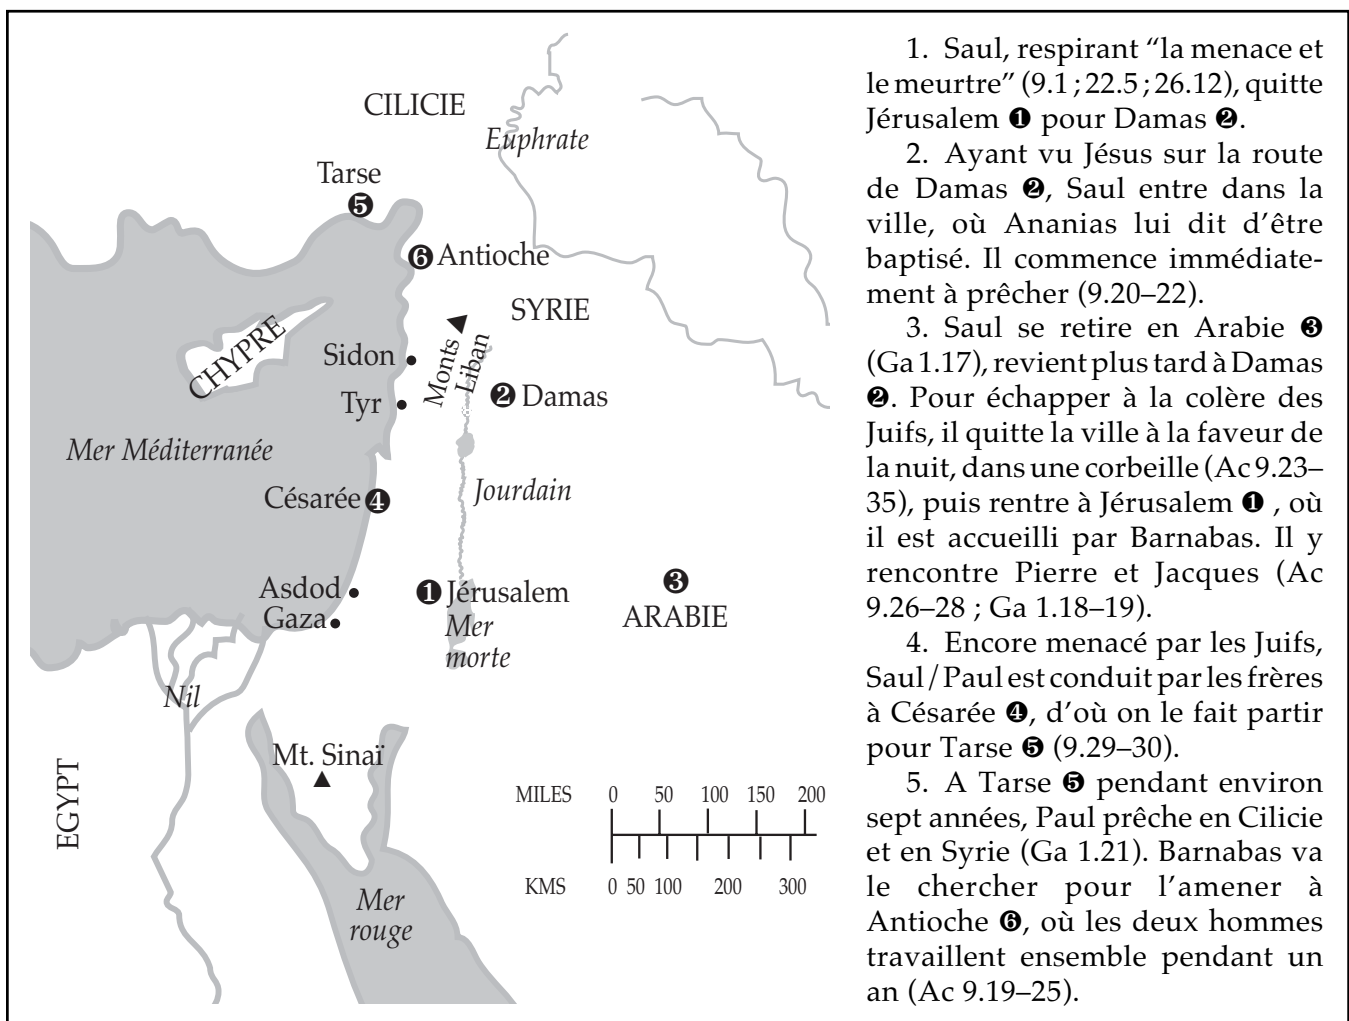 CILICIE
Euphrate
Tarse
❺
❻ Antioche
SYRIE
CHYPRE
Monts
Liban
Sidon
Tyr
❷ Damas
Mer Méditerranée
Césarée ❹
Jourdain
Asdod
Gaza
❶ Jérusalem
❸
ARABIE
Mer
morte
Nil
EGYPT
Mt. Sinaï
Mer
rouge
MILES 0 50 100 150 200
KMS 0 50 100 200 300
1. Saul, respirant “la menace et
le meurtre” (9.1 ; 22.5 ; 26.12), quitte
Jérusalem ❶ pour Damas ❷.
2. Ayant vu Jésus sur la route
de Damas ❷, Saul entre dans la
ville, où Ananias lui dit d’être
baptisé. Il commence immédiate-
ment à prêcher (9.20–22).
3. Saul se retire en Arabie ❸
(Ga 1.17), revient plus tard à Damas
❷. Pour échapper à la colère des
Juifs, il quitte la ville à la faveur de
la nuit, dans une corbeille (Ac 9.23–
35), puis rentre à Jérusalem ❶ , où
il est accueilli par Barnabas. Il y
rencontre Pierre et Jacques (Ac
9.26–28 ; Ga 1.18–19).
4. Encore menacé par les Juifs,
Saul / Paul est conduit par les frères
à Césarée ❹, d’où on le fait partir
pour Tarse ❺ (9.29–30).
5. A Tarse ❺ pendant environ
sept années, Paul prêche en Cilicie
et en Syrie (Ga 1.21). Barnabas va
le chercher pour l’amener à
Antioche ❻, où les deux hommes
travaillent ensemble pendant un
an (Ac 9.19–25).